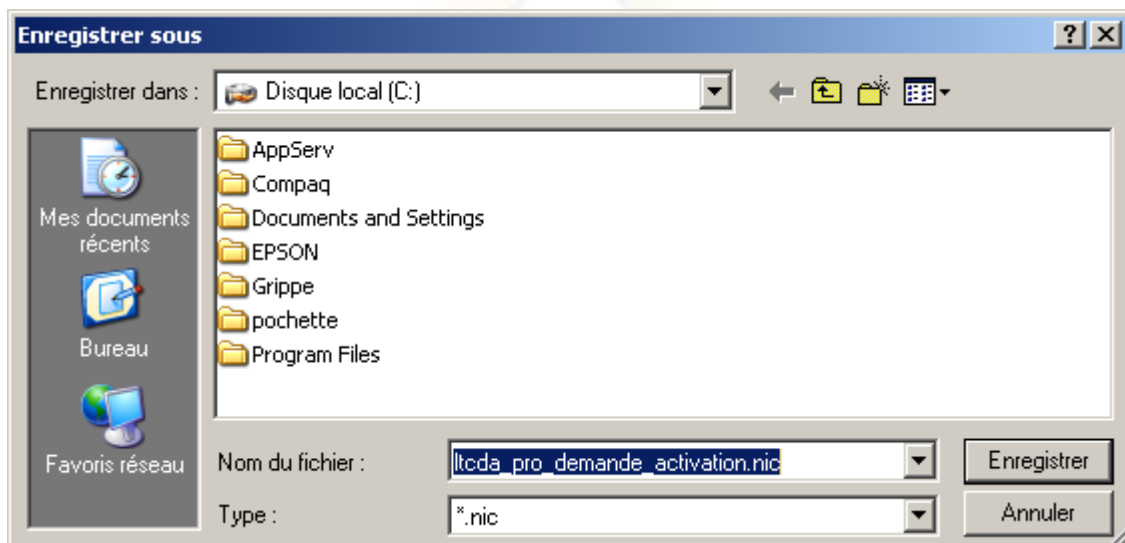 Enregistrer sous
Enregistrer dans :
Disque local (C:)
Mes documents
récents
Bureau
Favoris réseau
AppServ
Compaq
Documents and Settings
EPSON
Grippe
pochette
Program Files
Nom du fichier :
ltcda_pro_demande_activation.nic
Enregistrer
Type :
*.nic
Annuler